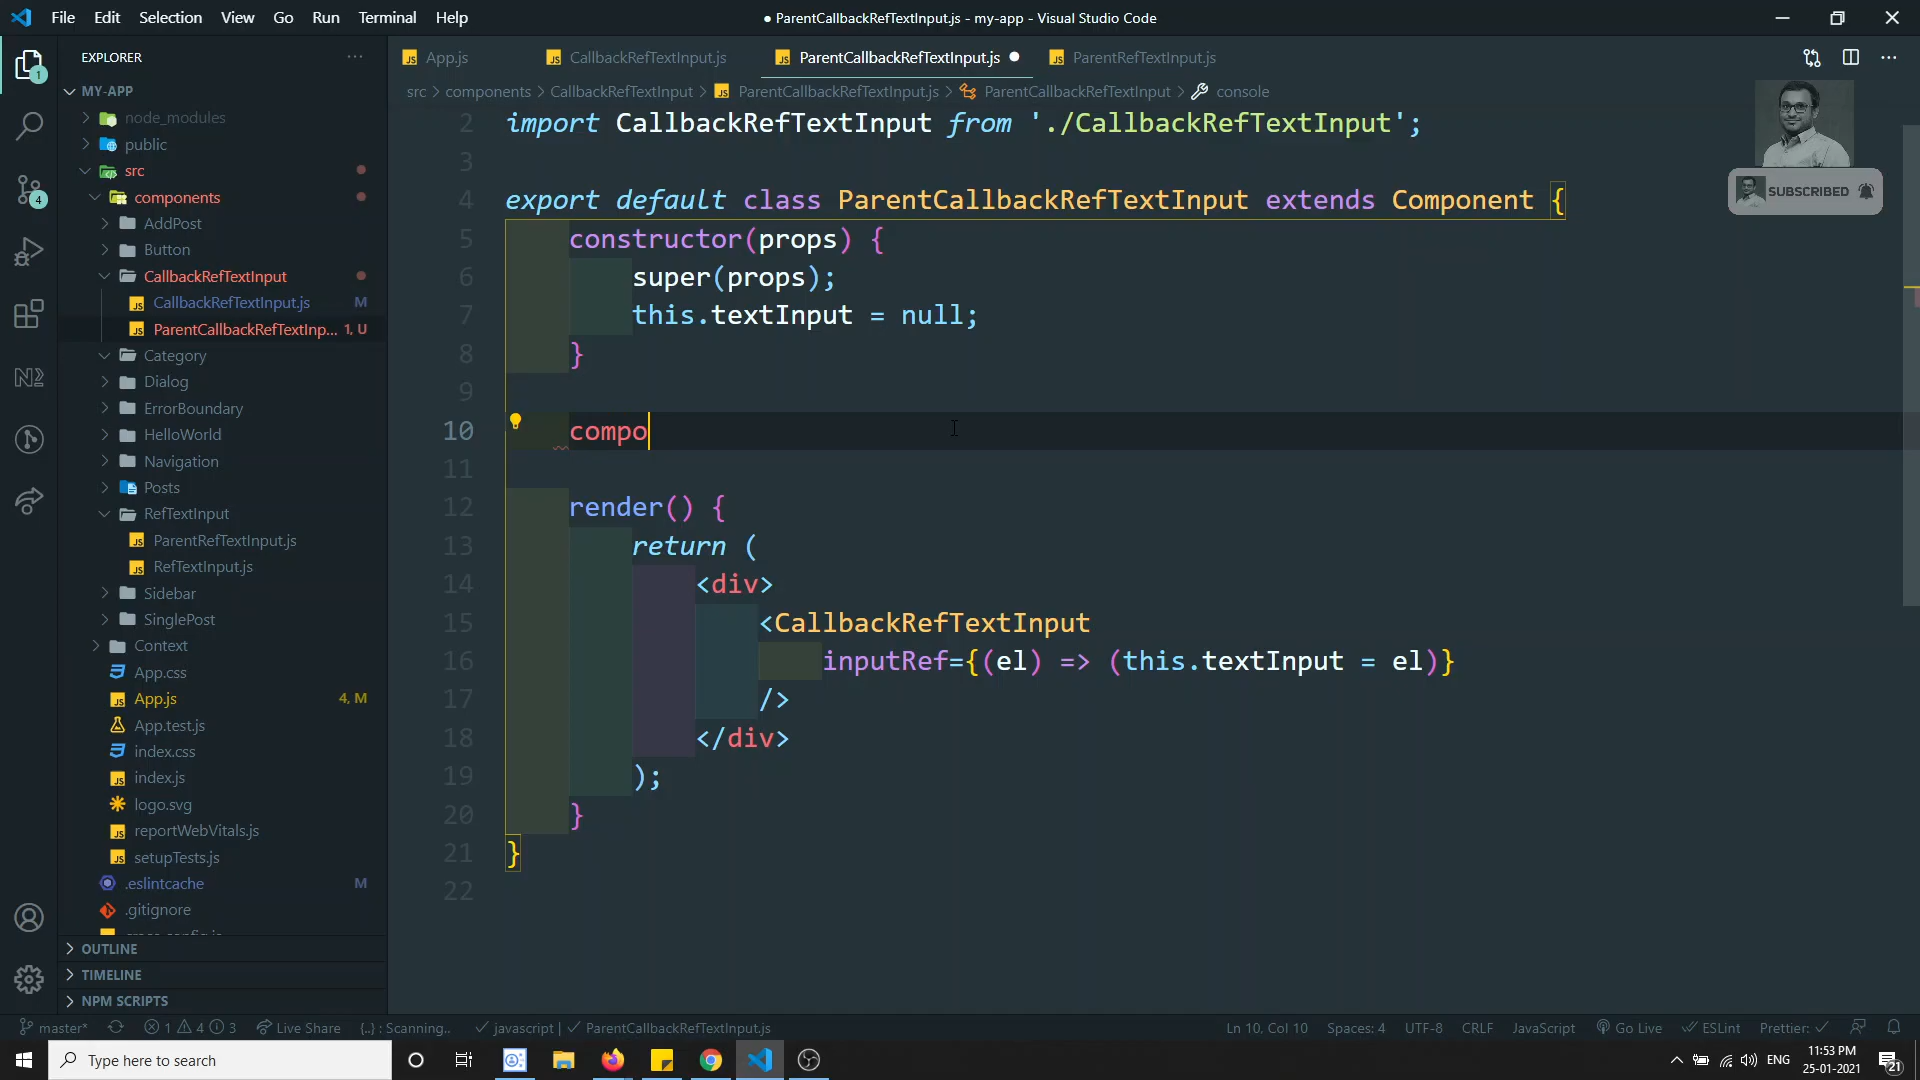 File Edit Selection View Go Run Terminal Help
● ParentCallbackRefTextInput.js - my-app - Visual Studio Code
EXPLORER
App.js
CallbackRefTextInput.js
ParentCallbackRefTextInput.js
ParentRefTextInput.js
src > components > CallbackRefTextInput > ParentCallbackRefTextInput.js > ParentCallbackRefTextInput > console
MY-APP
node_modules
public
src
components
AddPost
Button
CallbackRefTextInput
CallbackRefTextInput.js M
ParentCallbackRefTextInp... 1, U
Category
Dialog
ErrorBoundary
HelloWorld
Navigation
Posts
RefTextInput
ParentRefTextInput.js
RefTextInput.js
Sidebar
SinglePost
Context
App.css
App.js 4, M
App.test.js
index.css
index.js
logo.svg
reportWebVitals.js
setupTests.js
.eslintcache M
.gitignore
OUTLINE
TIMELINE
NPM SCRIPTS
1
4
2 import CallbackRefTextInput from './CallbackRefTextInput';
3
4 export default class ParentCallbackRefTextInput extends Component {
5 constructor(props) {
6 super(props);
7 this.textInput = null;
8 }
9
10 compo
11
12 render() {
13 return (
14 <div>
15 <CallbackRefTextInput
16 inputRef={(el) => (this.textInput = el)}
17 />
18 </div>
19 );
20 }
21 }
22
SUBSCRIBED
master* 1 4 3 Live Share {..} : Scanning.. javascript | ParentCallbackRefTextInput.js
Ln 10, Col 10 Spaces: 4 UTF-8 CRLF JavaScript Go Live ESLint Prettier:
Type here to search
ENG
11:53 PM
25-01-2021
21